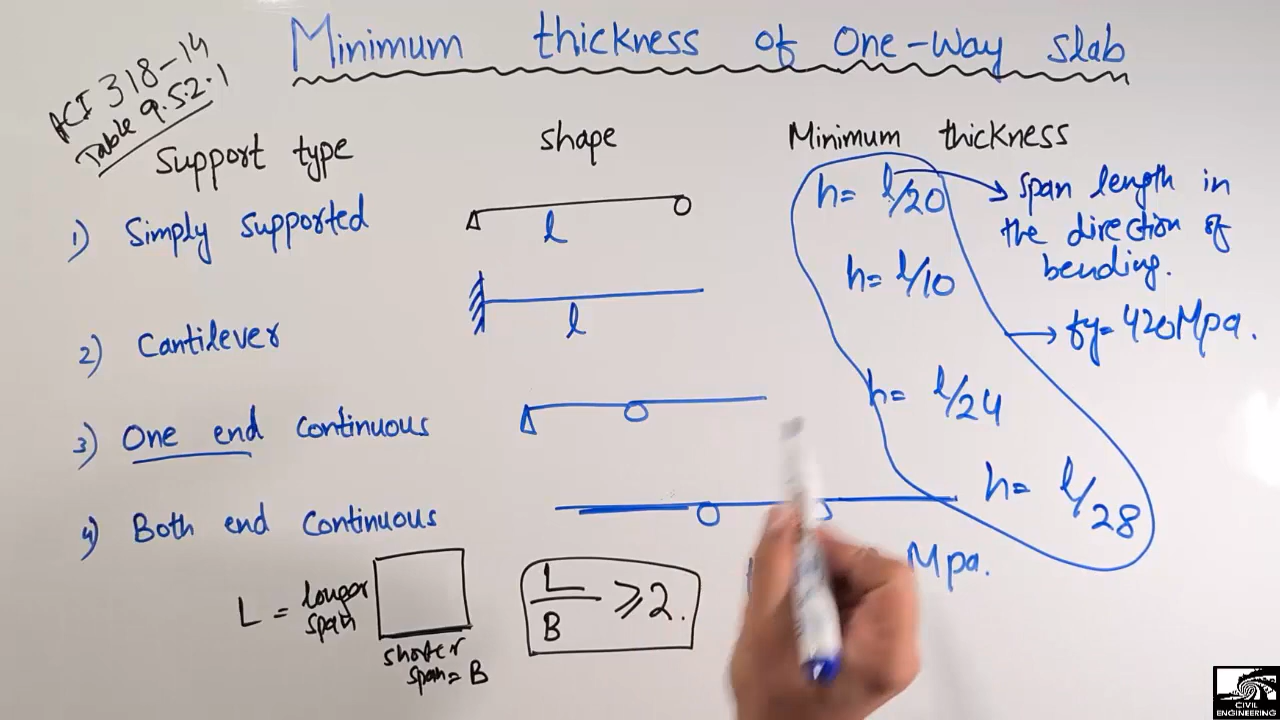 Minimum thickness of One-Way slab
ACI 318-14
Table 9.52.1
Support type shape Minimum thickness
1) Simply supported l h= l/20
span length in
the direction of
bending.
2) Cantilever l h= l/10
fy=420Mpa.
3) One end continuous h= l/24
4) Both end continuous h= l/28
Mpa.
L = longer
span
L
B
≥2.
shorter
span= B
CIVIL
ENGINEERING